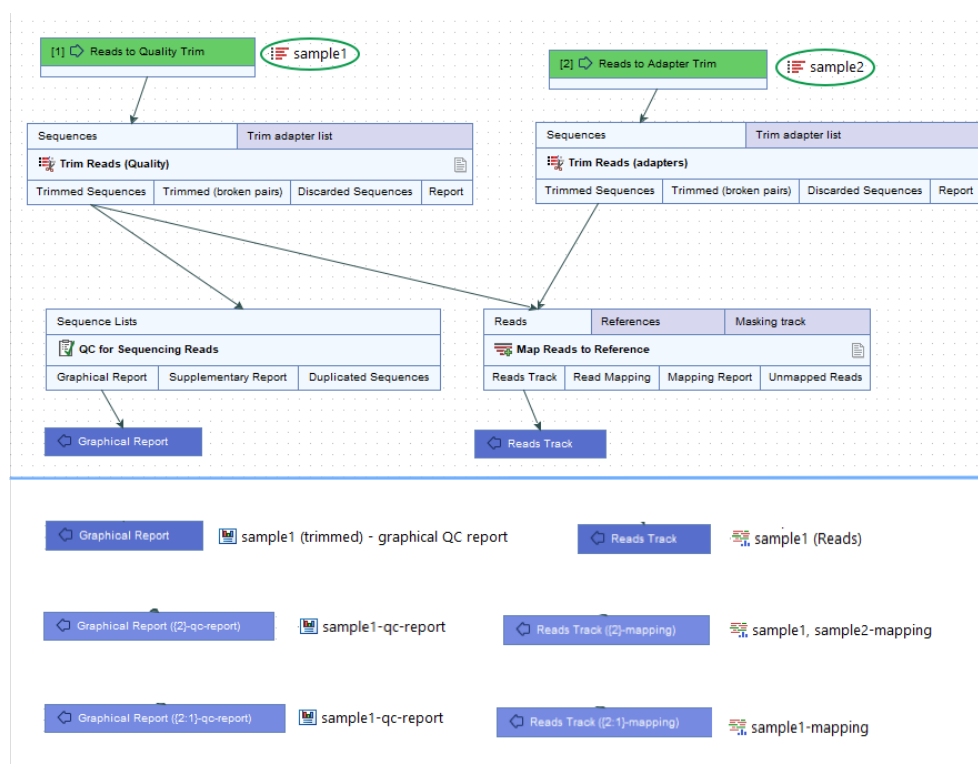 [1] Reads to Quality Trim
sample1
[2] Reads to Adapter Trim
sample2
Sequences Trim adapter list
Trim Reads (Quality)
Trimmed Sequences Trimmed (broken pairs) Discarded Sequences Report
Sequences Trim adapter list
Trim Reads (adapters)
Trimmed Sequences Trimmed (broken pairs) Discarded Sequences Report
Sequence Lists
QC for Sequencing Reads
Graphical Report Supplementary Report Duplicated Sequences
Reads References Masking track
Map Reads to Reference
Reads Track Read Mapping Mapping Report Unmapped Reads
Graphical Report
Reads Track
Graphical Report sample1 (trimmed) - graphical QC report
Reads Track sample1 (Reads)
Graphical Report ({2}-qc-report) sample1-qc-report
Reads Track ({2}-mapping) sample1, sample2-mapping
Graphical Report ({2:1}-qc-report) sample1-qc-report
Reads Track ({2:1}-mapping) sample1-mapping